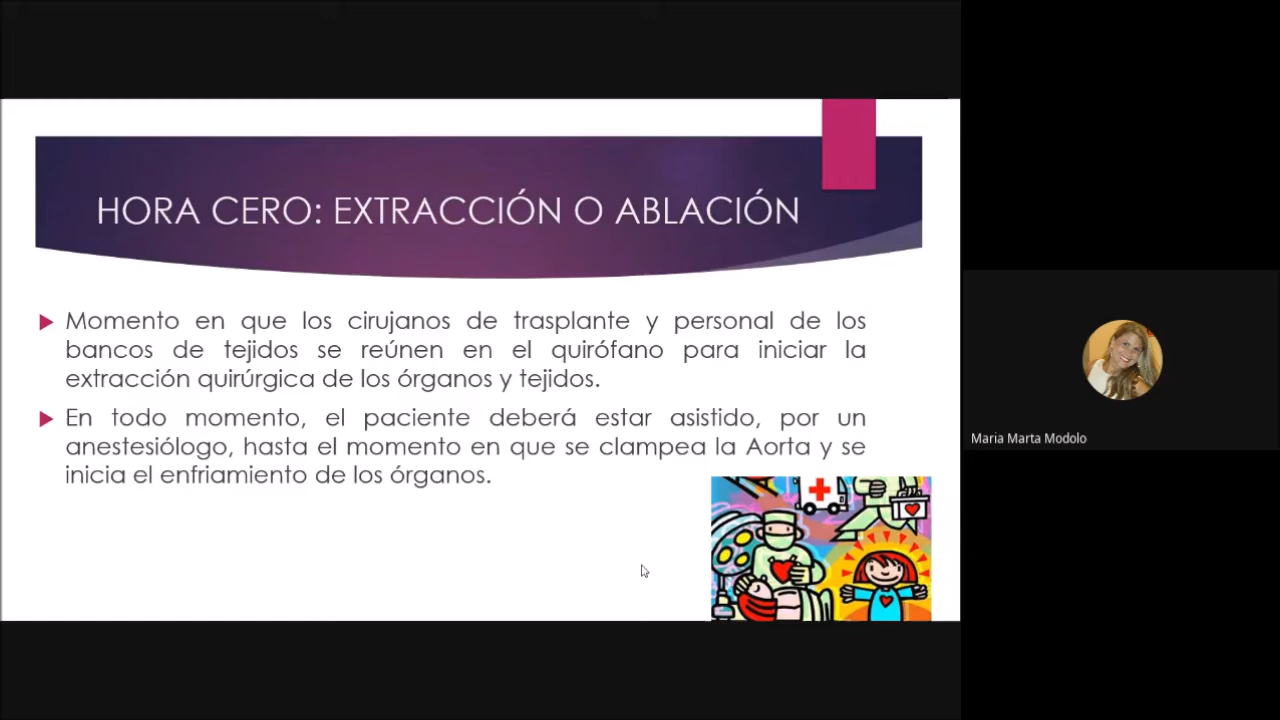 HORA CERO: EXTRACCIÓN O ABLACIÓN
Momento en que los cirujanos de trasplante y personal de los
bancos de tejidos se reúnen en el quirófano para iniciar la
extracción quirúrgica de los órganos y tejidos.
En todo momento, el paciente deberá estar asistido, por un
anestesiólogo, hasta el momento en que se clampea la Aorta y se
inicia el enfriamiento de los órganos.
Maria Marta Modolo